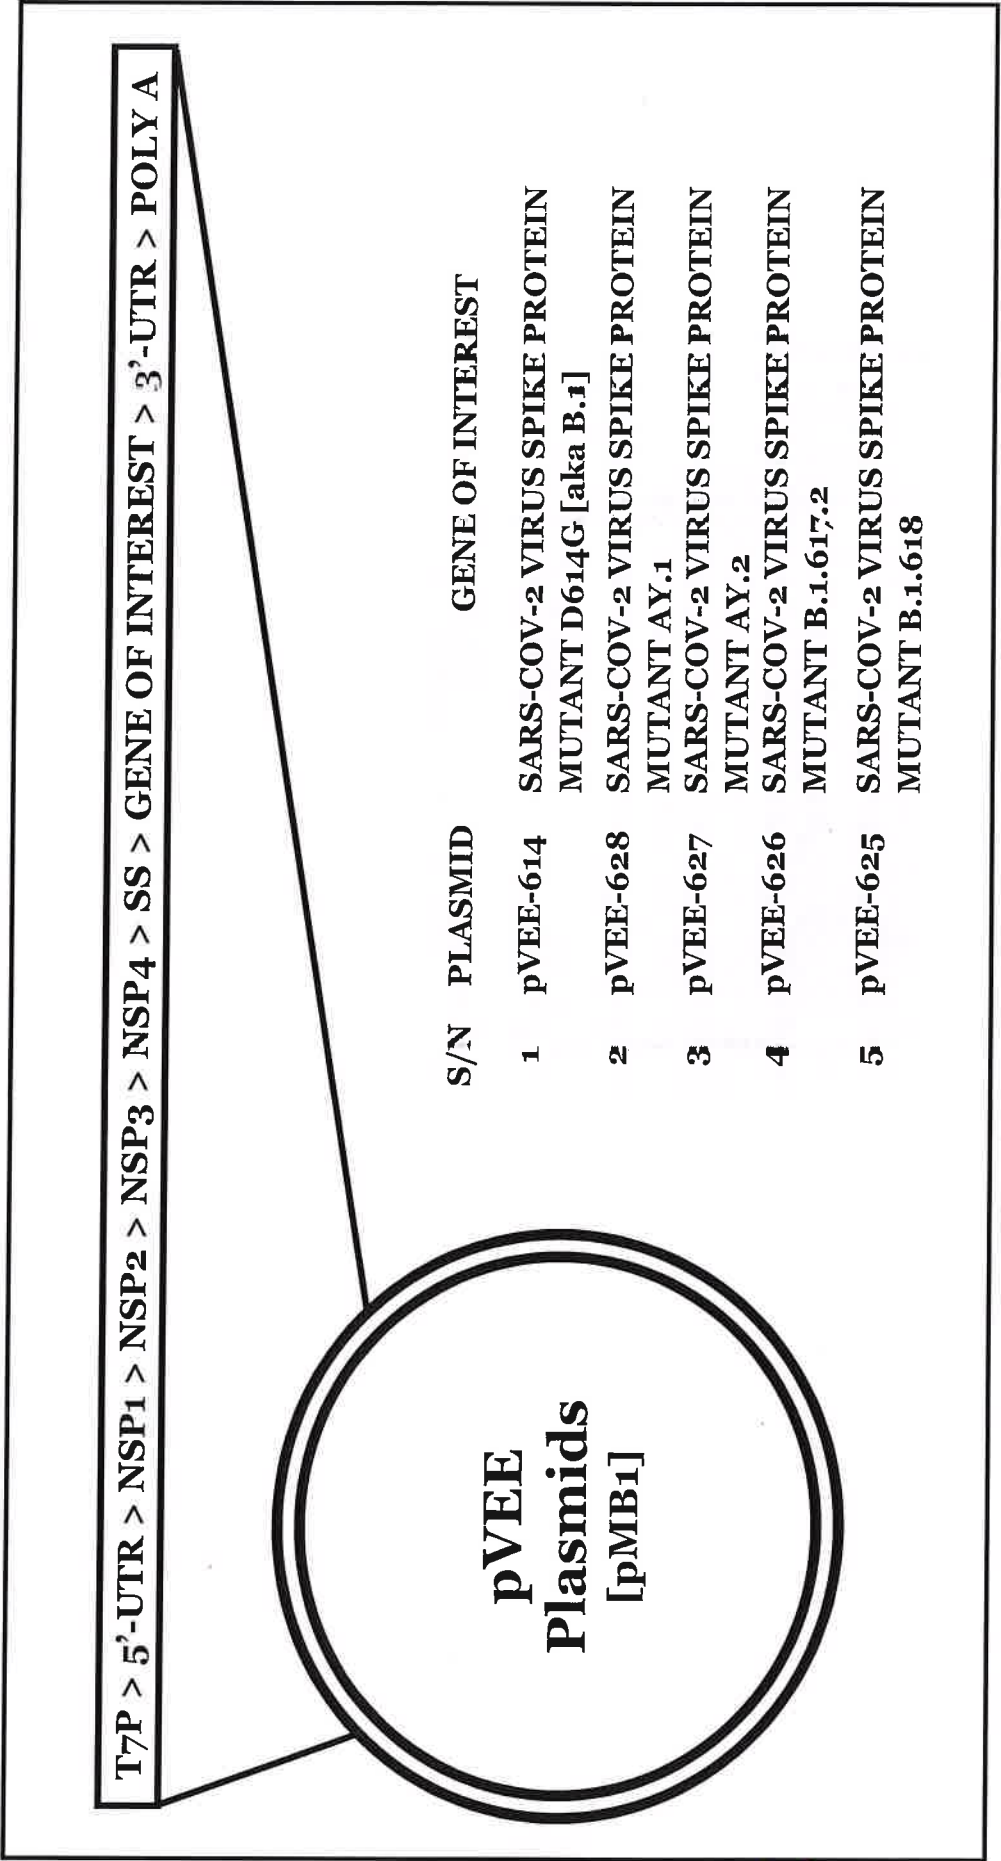 T7P > 5’-UTR > NSP1 > NSP2 > NSP3 > NSP4 > SS > GENE OF INTEREST > 3’-UTR > POLY A
pVEE
Plasmids
[pMB1]
S/N PLASMID GENE OF INTEREST
1 pVEE-614 SARS-COV-2 VIRUS SPIKE PROTEIN
MUTANT D614G [aka B.1]
2 pVEE-628 SARS-COV-2 VIRUS SPIKE PROTEIN
MUTANT AY.1
3 pVEE-627 SARS-COV-2 VIRUS SPIKE PROTEIN
MUTANT AY.2
4 pVEE-626 SARS-COV-2 VIRUS SPIKE PROTEIN
MUTANT B.1.617.2
5 pVEE-625 SARS-COV-2 VIRUS SPIKE PROTEIN
MUTANT B.1.618